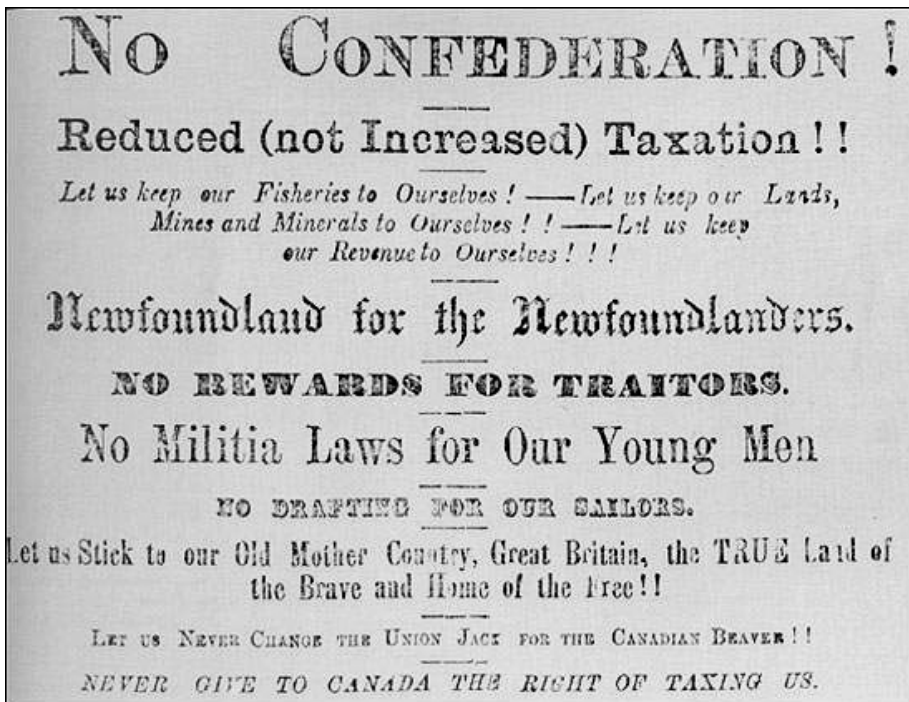 No Confederation!
Reduced (not Increased) Taxation!!
Let us keep our Fisheries to Ourselves!—Let us keep our Lands,
Mines and Minerals to Ourselves!!—Let us keep
our Revenue to Ourselves!!!
Newfoundland for the Newfoundlanders.
NO REWARDS FOR TRAITORS.
No Militia Laws for Our Young Men
NO DRAFTING FOR OUR SAILORS.
Let us Stick to our Old Mother Country, Great Britain, the TRUE Land of
the Brave and Home of the Free!!
Let us Never Change the Union Jack for the Canadian Beaver!!
NEVER GIVE TO CANADA THE RIGHT OF TAXING US.